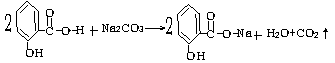 2 O C O-H + Na2CO3 → 2 O C O-Na + H2O+CO2↑
OH OH